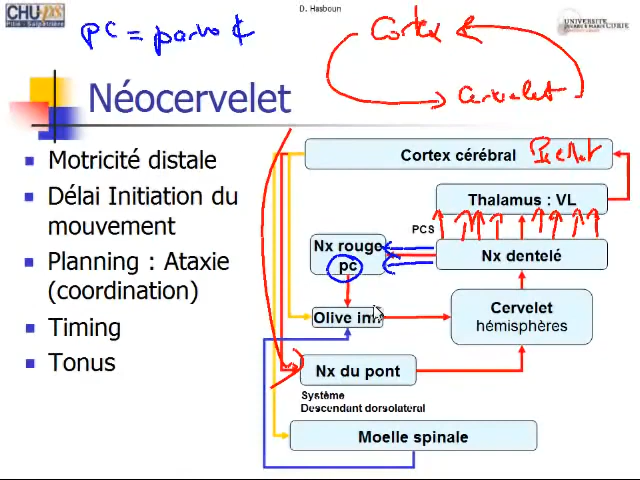 CHU PS
Pitié-Salpêtrière
D. Hasboun
UNIVERSITE
PIERRE & MARIE CURIE
PC = parvo ¢
Cortex
Cervelet
Néocervelet
Motricité distale
Délai Initiation du
mouvement
Planning : Ataxie
(coordination)
Timing
Tonus
Cortex cérébral
Thalamus : VL
PCS
Nx rouge
pc
Nx dentelé
Olive inf
Cervelet
hémisphères
Nx du pont
Système
Descendant dorsolateral
Moelle spinale